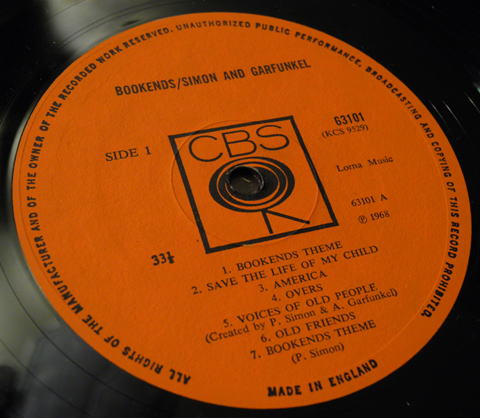 ALL RIGHTS OF THE MANUFACTURER AND OF THE OWNER OF THE RECORDED WORK RESERVED. UNAUTHORIZED PUBLIC PERFORMANCE, BROADCASTING AND COPYING OF THIS RECORD PROHIBITED.
BOOKENDS/SIMON AND GARFUNKEL
63101
(KCS 9529)
SIDE 1
CBS
Lorna Music
63101 A
℗ 1968
33⅓
1. BOOKENDS THEME
2. SAVE THE LIFE OF MY CHILD
3. AMERICA
4. OVERS
5. VOICES OF OLD PEOPLE
(Created by P. Simon & A. Garfunkel)
6. OLD FRIENDS
7. BOOKENDS THEME
(P. Simon)
MADE IN ENGLAND